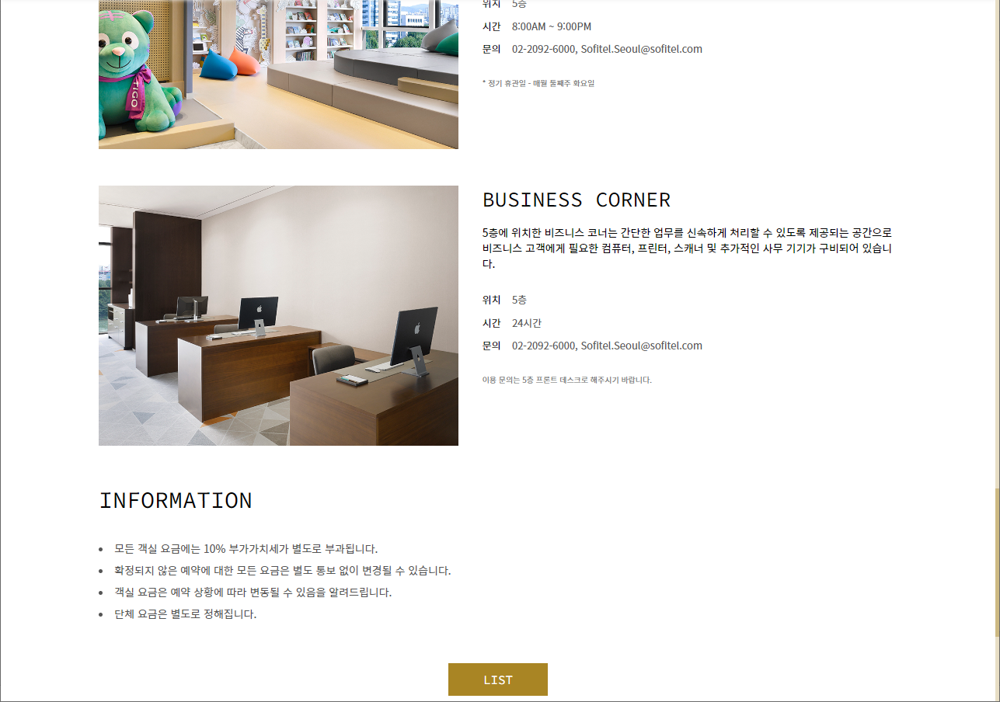 위치 5층
시간 8:00AM ~ 9:00PM
문의 02-2092-6000, Sofitel.Seoul@sofitel.com
* 정기 휴관일 - 매월 둘째주 화요일
TIGO
BUSINESS CORNER
5층에 위치한 비즈니스 코너는 간단한 업무를 신속하게 처리할 수 있도록 제공되는 공간으로
비즈니스 고객에게 필요한 컴퓨터, 프린터, 스캐너 및 추가적인 사무 기기가 구비되어 있습니
다.
위치 5층
시간 24시간
문의 02-2092-6000, Sofitel.Seoul@sofitel.com
이용 문의는 5층 프론트 데스크로 해주시기 바랍니다.
INFORMATION
• 모든 객실 요금에는 10% 부가가치세가 별도로 부과됩니다.
• 확정되지 않은 예약에 대한 모든 요금은 별도 통보 없이 변경될 수 있습니다.
• 객실 요금은 예약 상황에 따라 변동될 수 있음을 알려드립니다.
• 단체 요금은 별도로 정해집니다.
LIST